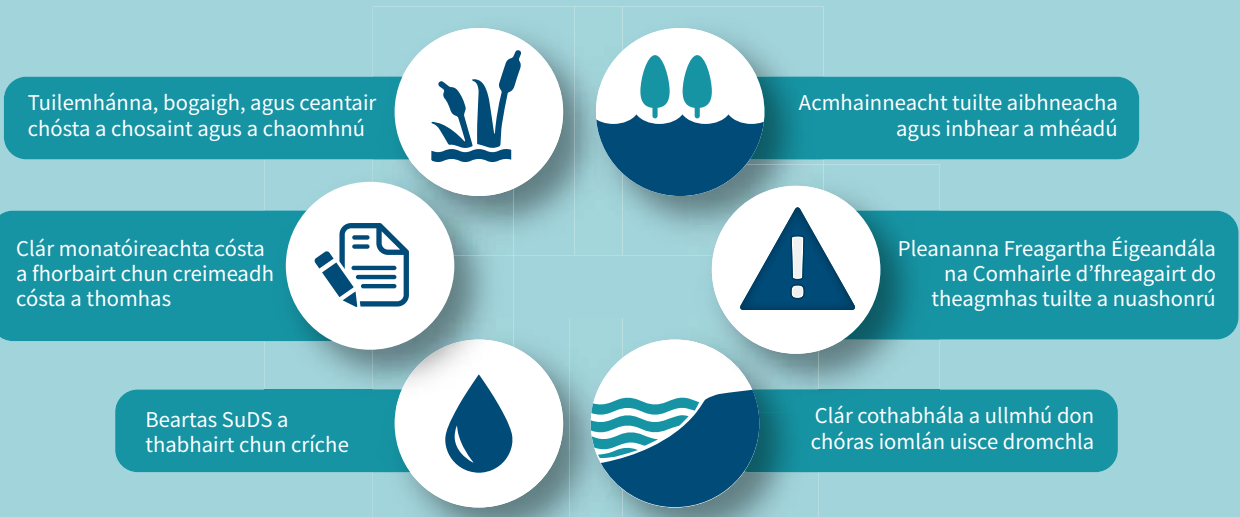 Tuilemhánna, bogaigh, agus ceantair
chósta a chosaint agus a chaomhnú
Acmhainneacht tuilte aibhneacha
agus inbhear a mhéadú
Clár monatóireachta cósta
a fhorbairt chun creimeadh
cósta a thomhas
Pleananna Freagartha Éigeandála
na Comhairle d’fhreagairt do
theagmhas tuilte a nuashonrú
Beartas SuDS a
thabhairt chun críche
Clár cothabhála a ullmhú don
chóras iomlán uisce dromchla